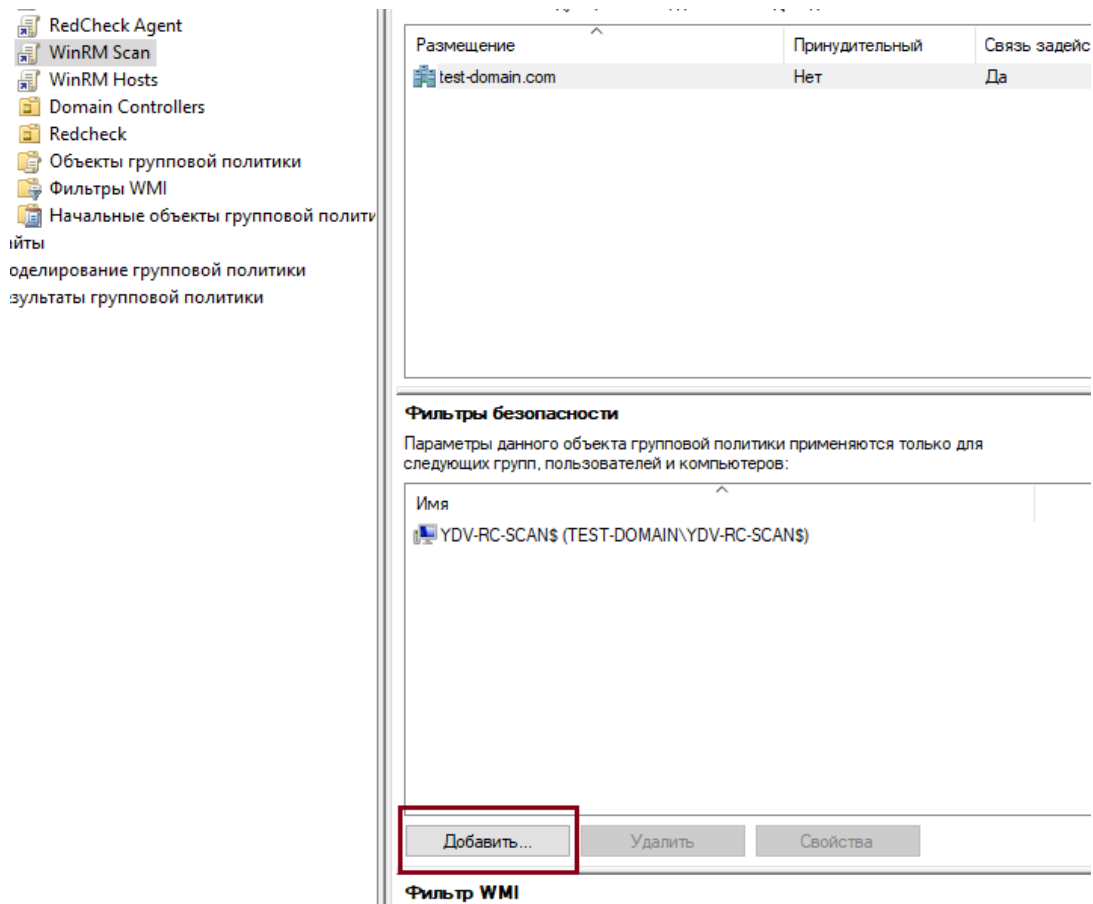 RedCheck Agent
WinRM Scan
WinRM Hosts
Domain Controllers
Redcheck
Объекты групповой политики
Фильтры WMI
Начальные объекты групповой полити
йты
оделирование групповой политики
зультаты групповой политики
Размещение Принудительный Связь задейс
test-domain.com Нет Да
Фильтры безопасности
Параметры данного объекта групповой политики применяются только для
следующих групп, пользователей и компьютеров:
Имя
YDV-RC-SCAN$ (TEST-DOMAIN\YDV-RC-SCAN$)
Добавить... Удалить Свойства
Фильтр WMI